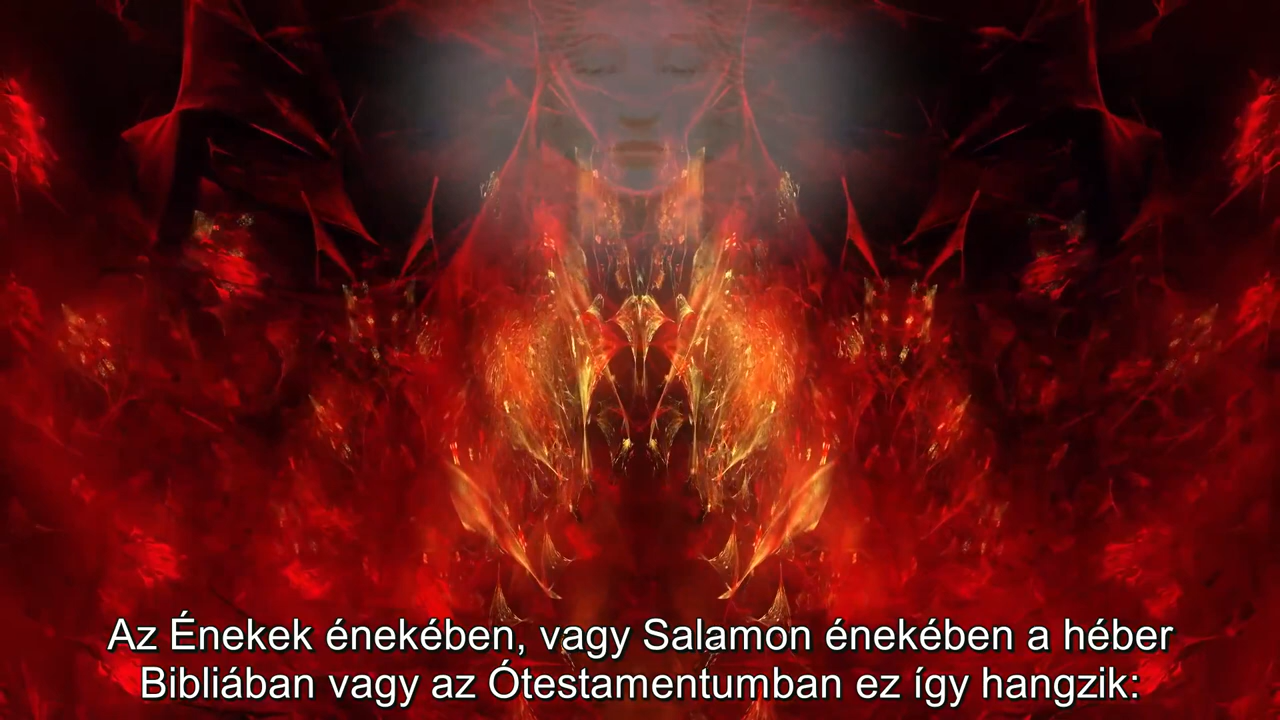 Az Énekek énekében, vagy Salamon énekében a héber
Bibliában vagy az Ótestamentumban ez így hangzik: